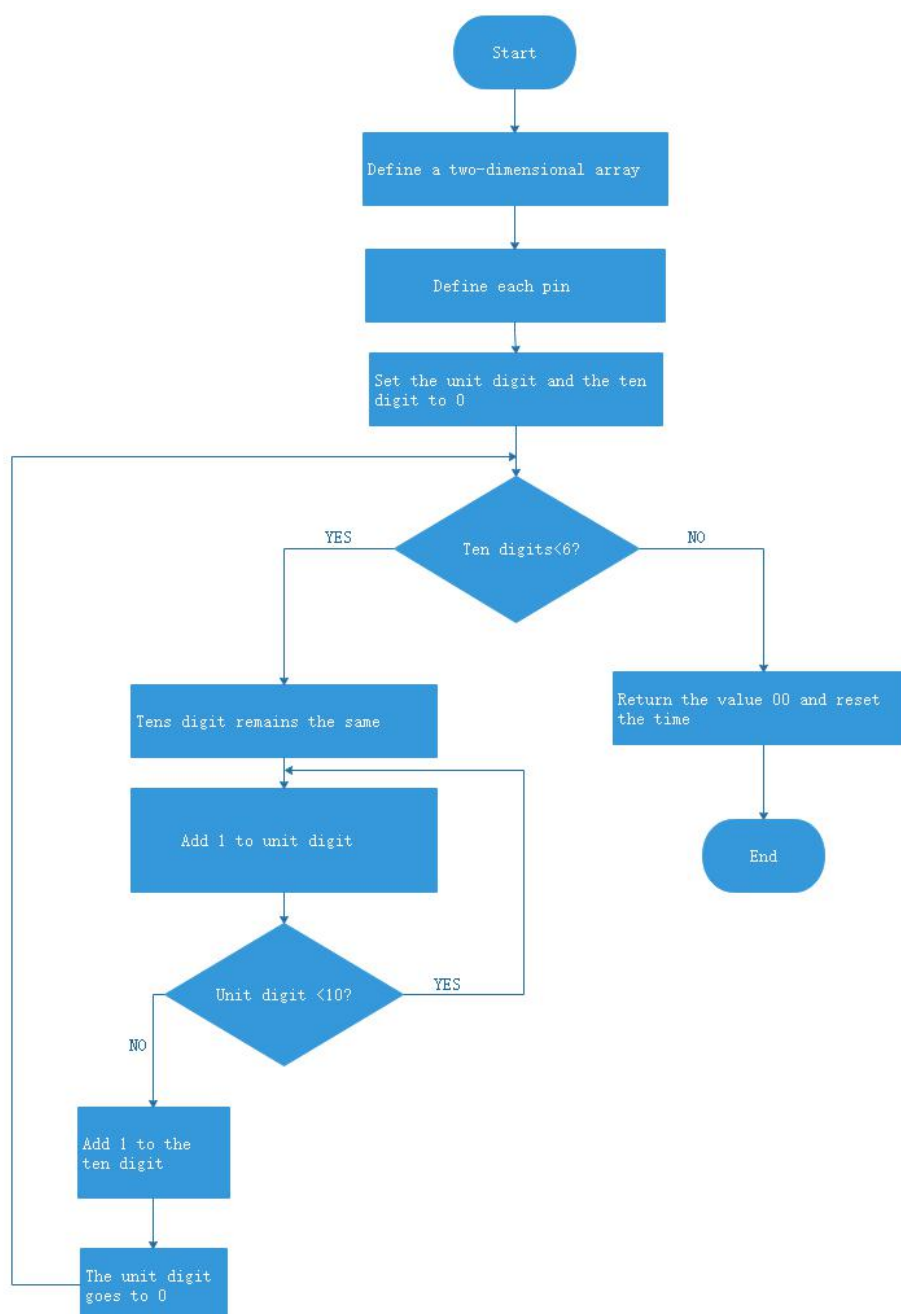 Start
Define a two-dimensional array
Define each pin
Set the unit digit and the ten
digit to 0
Ten digits<6?
YES
NO
Tens digit remains the same
Return the value 00 and reset
the time
Add 1 to unit digit
End
Unit digit <10?
YES
NO
Add 1 to the
ten digit
The unit digit
goes to 0